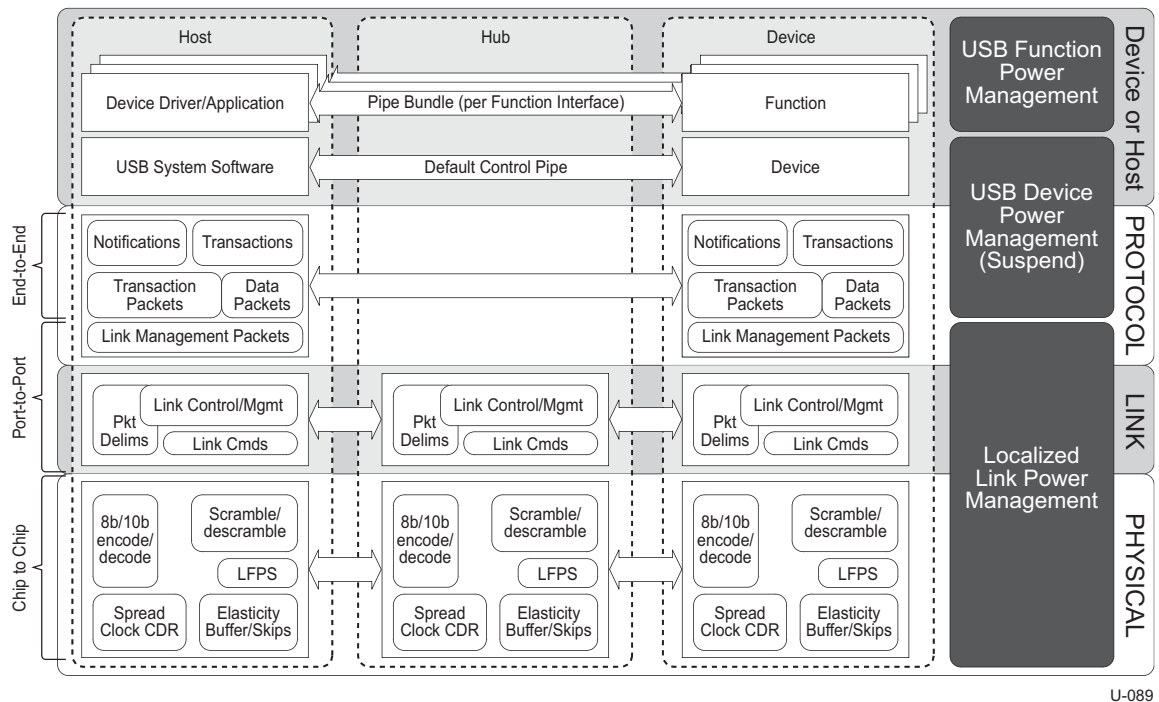 Host
Hub
Device
Device Driver/Application
Pipe Bundle (per Function Interface)
Function
USB System Software
Default Control Pipe
Device
USB Function
Power
Management
Device or Host
USB Device
Power
Management
(Suspend)
End-to-End
Notifications
Transactions
Transaction
Packets
Data
Packets
Link Management Packets
Notifications
Transactions
Transaction
Packets
Data
Packets
Link Management Packets
PROTOCOL
Port-to-Port
Pkt
Delims
Link Control/Mgmt
Link Cmds
Pkt
Delims
Link Control/Mgmt
Link Cmds
Pkt
Delims
Link Control/Mgmt
Link Cmds
LINK
Localized
Link Power
Management
Chip to Chip
8b/10b
encode/
decode
Scramble/
descramble
LFPS
Spread
Clock CDR
Elasticity
Buffer/Skips
8b/10b
encode/
decode
Scramble/
descramble
LFPS
Spread
Clock CDR
Elasticity
Buffer/Skips
8b/10b
encode/
decode
Scramble/
descramble
LFPS
Spread
Clock CDR
Elasticity
Buffer/Skips
PHYSICAL
U-089